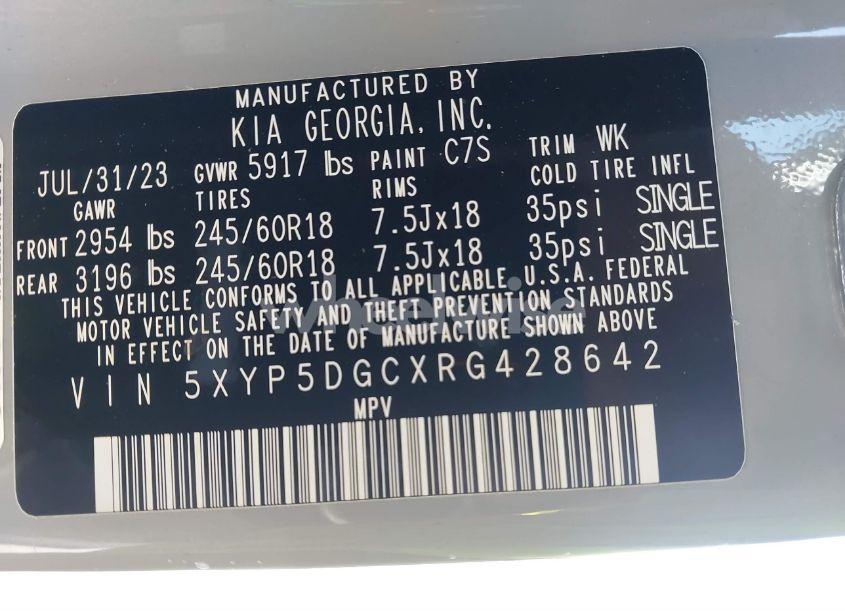 MANUFACTURED BY
KIA GEORGIA, INC.
JUL/31/23 GVWR 5917 lbs PAINT C7S TRIM WK
GAWR TIRES RIMS COLD TIRE INFL
FRONT 2954 lbs 245/60R18 7.5Jx18 35psi SINGLE
REAR 3196 lbs 245/60R18 7.5Jx18 35psi SINGLE
THIS VEHICLE CONFORMS TO ALL APPLICABLE U.S.A. FEDERAL
MOTOR VEHICLE SAFETY AND THEFT PREVENTION STANDARDS
IN EFFECT ON THE DATE OF MANUFACTURE SHOWN ABOVE
VIN 5XYP5DGCXRG428642
MPV
wheelwise